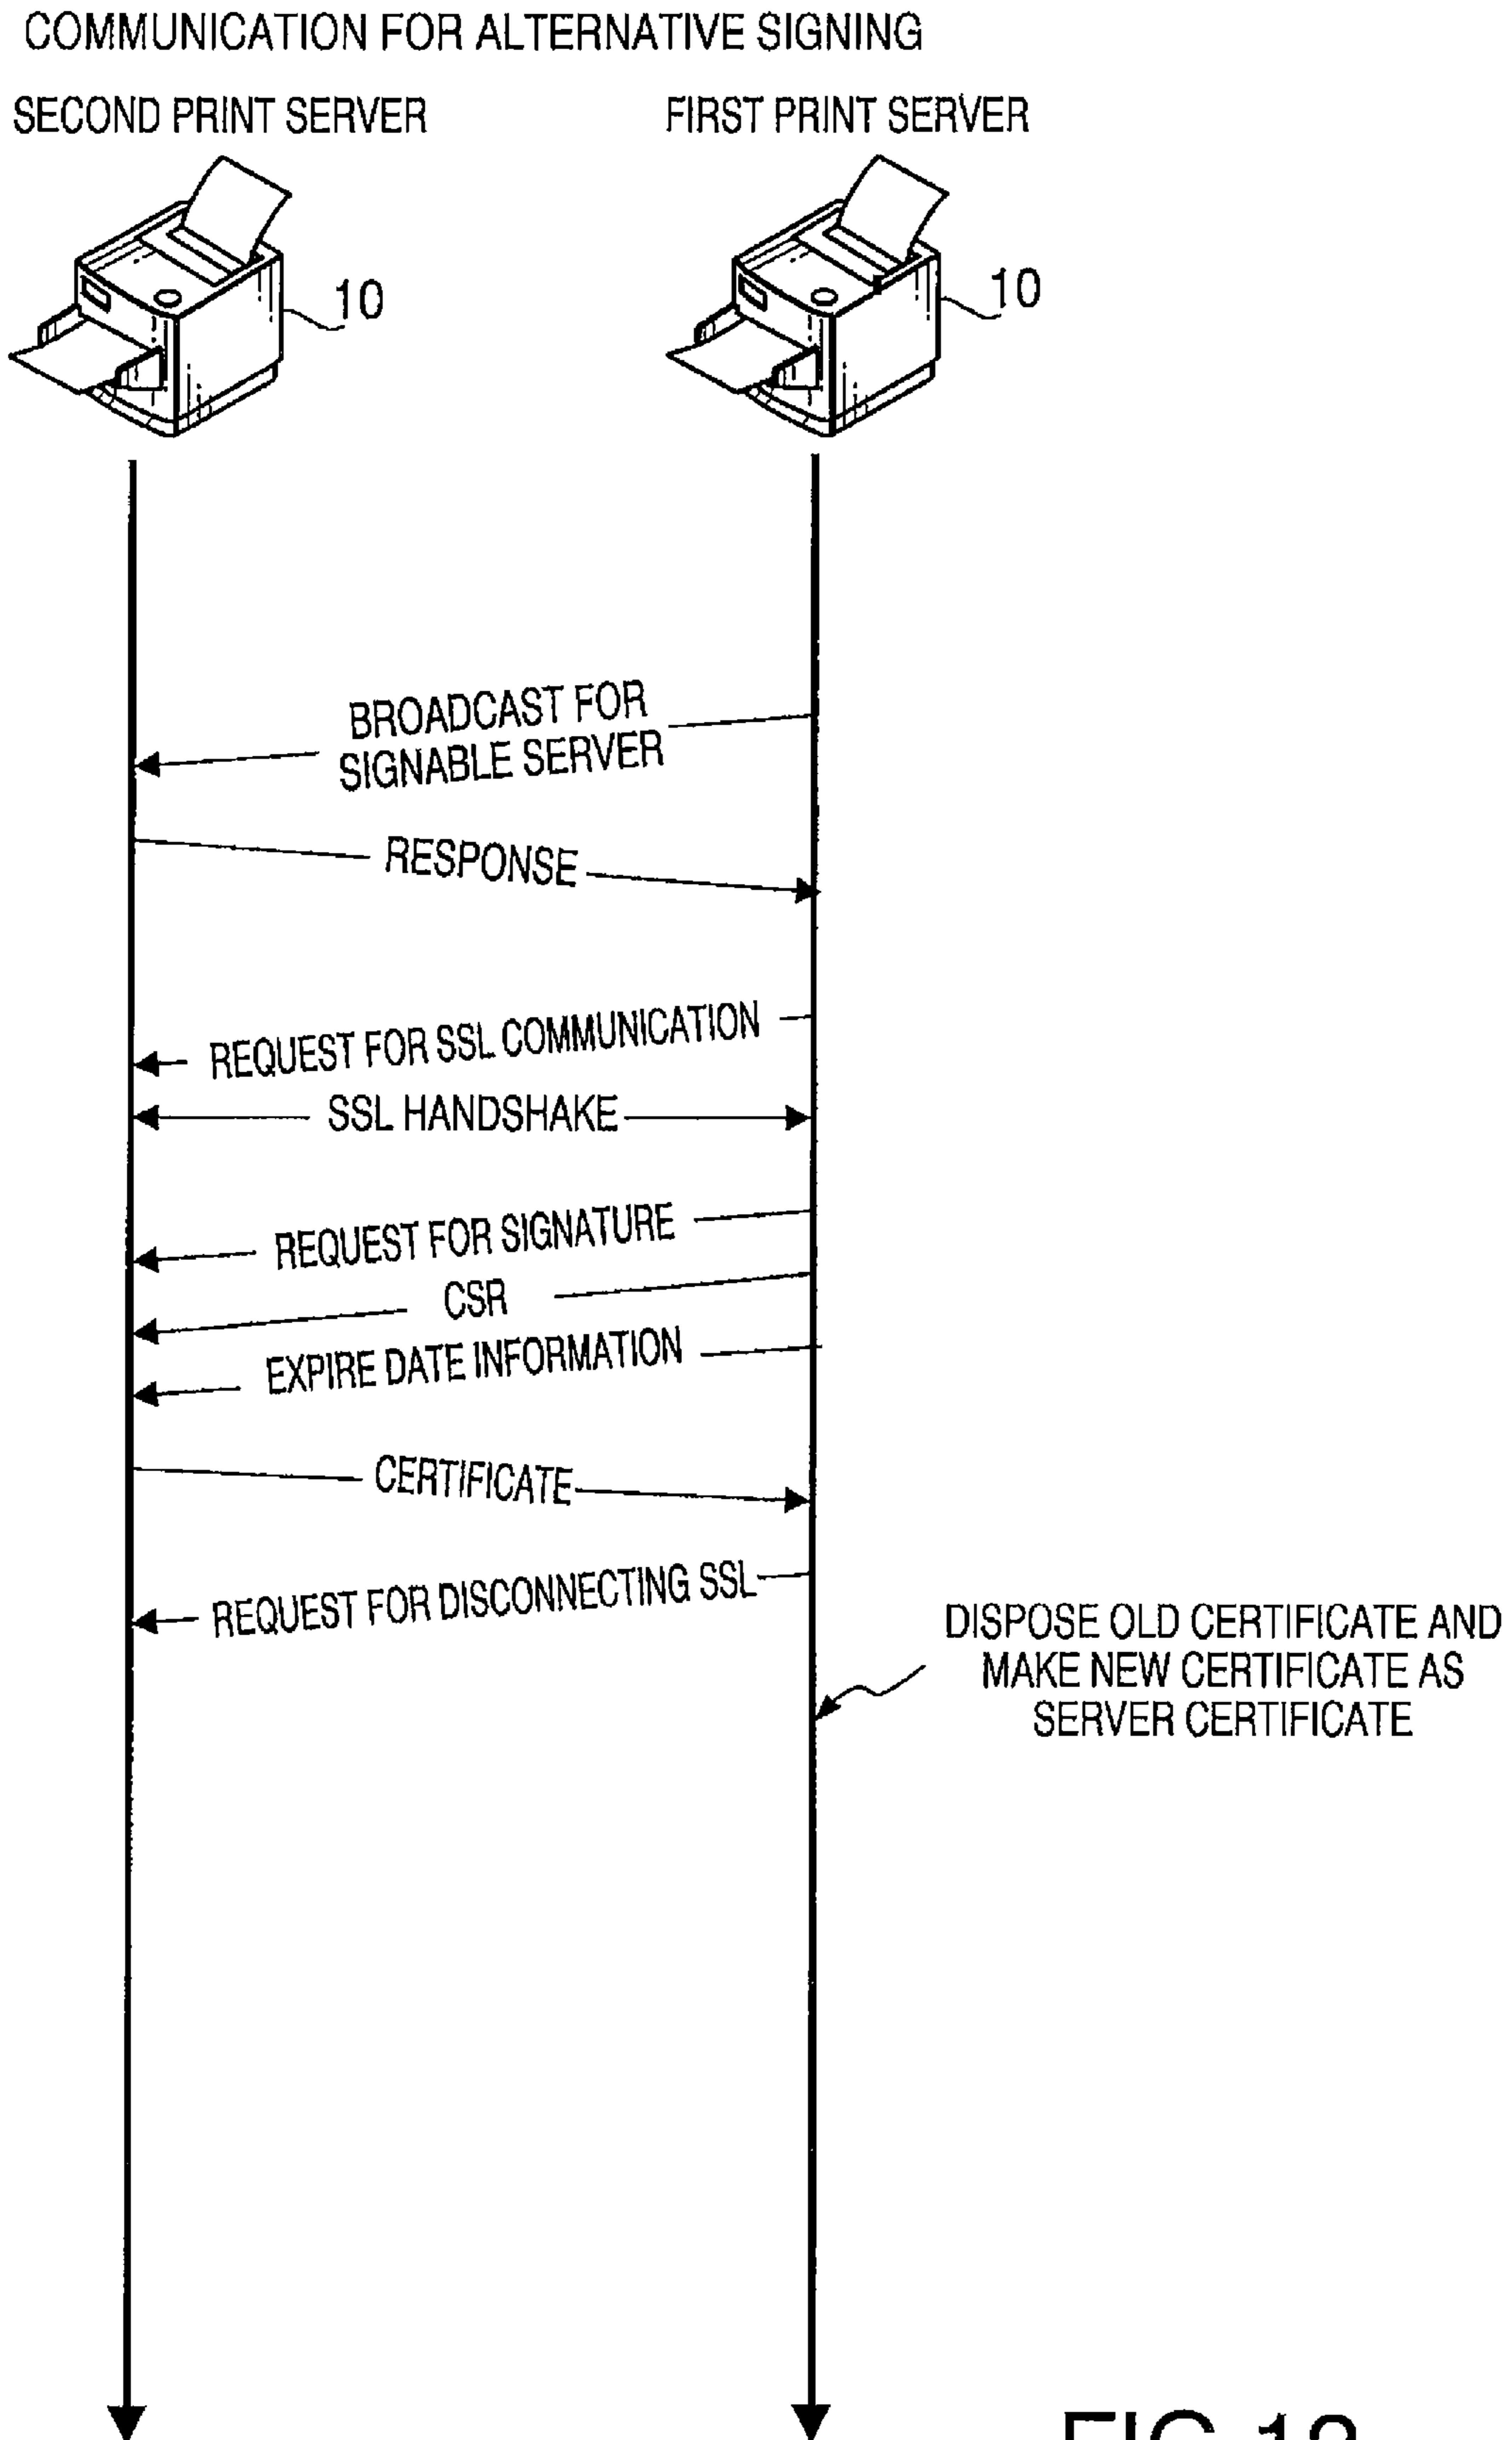 COMMUNICATION FOR ALTERNATIVE SIGNING
SECOND PRINT SERVER
FIRST PRINT SERVER
10
10
BROADCAST FOR
SIGNABLE SERVER
RESPONSE
REQUEST FOR SSL COMMUNICATION
SSL HANDSHAKE
REQUEST FOR SIGNATURE
CSR
EXPIRE DATE INFORMATION
CERTIFICATE
REQUEST FOR DISCONNECTING SSL
DISPOSE OLD CERTIFICATE AND
MAKE NEW CERTIFICATE AS
SERVER CERTIFICATE